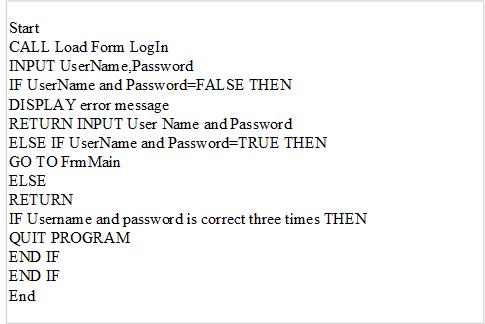 Start
CALL Load Form LogIn
INPUT UserName,Password
IF UserName and Password=FALSE THEN
DISPLAY error message
RETURN INPUT User Name and Password
ELSE IF UserName and Password=TRUE THEN
GO TO FrmMain
ELSE
RETURN
IF Username and password is correct three times THEN
QUIT PROGRAM
END IF
END IF
End